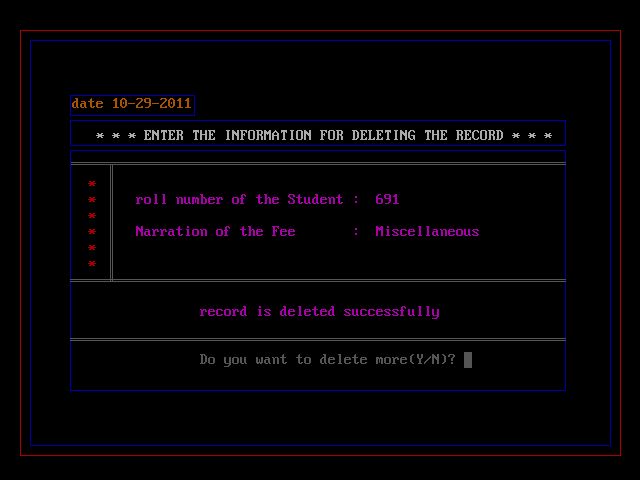 date 10-29-2011
* * * ENTER THE INFORMATION FOR DELETING THE RECORD * * *
*
* roll number of the Student : 691
*
* Narration of the Fee : Miscellaneous
*
*
record is deleted successfully
Do you want to delete more(Y/N)?